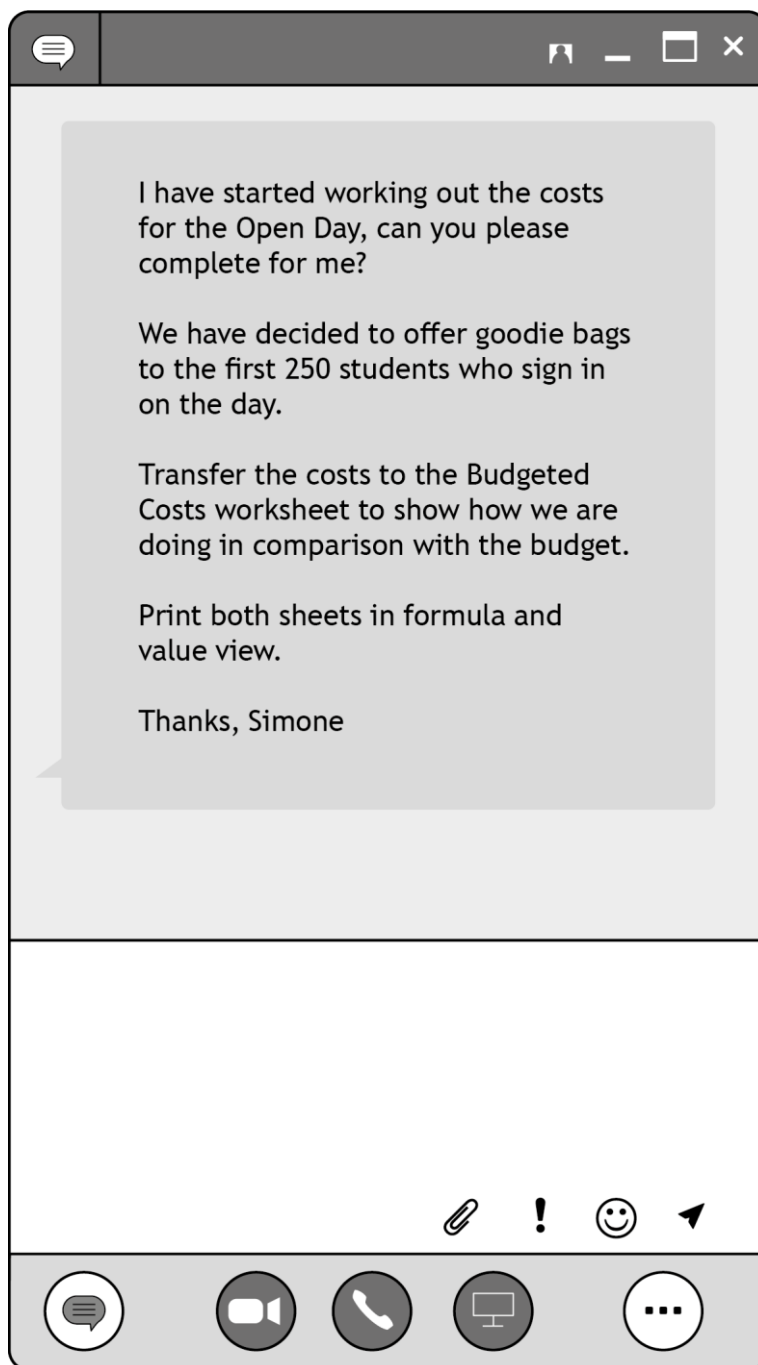 I have started working out the costs
for the Open Day, can you please
complete for me?
We have decided to offer goodie bags
to the first 250 students who sign in
on the day.
Transfer the costs to the Budgeted
Costs worksheet to show how we are
doing in comparison with the budget.
Print both sheets in formula and
value view.
Thanks, Simone